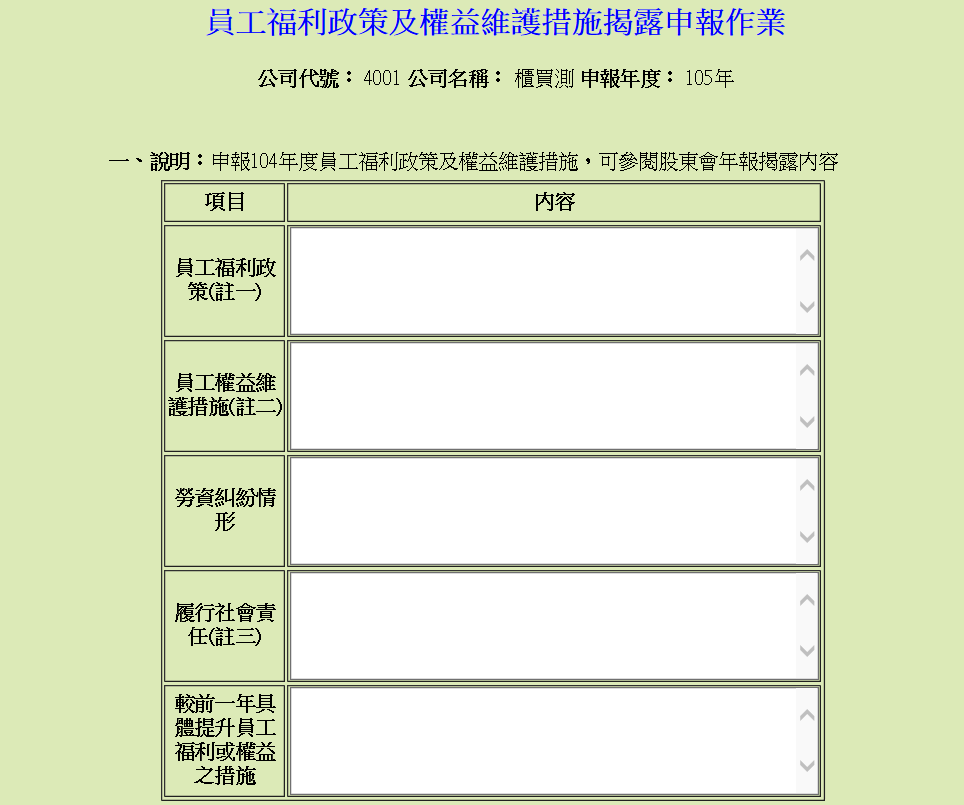 員工福利政策及權益維護措施揭露申報作業
公司代號： 4001 公司名稱： 櫃買測 申報年度： 105年
一、說明：申報104年度員工福利政策及權益維護措施，可參閱股東會年報揭露內容
項目 內容
員工福利政
策(註一)
員工權益維
護措施(註二)
勞資糾紛情
形
履行社會責
任(註三)
較前一年具
體提升員工
福利或權益
之措施